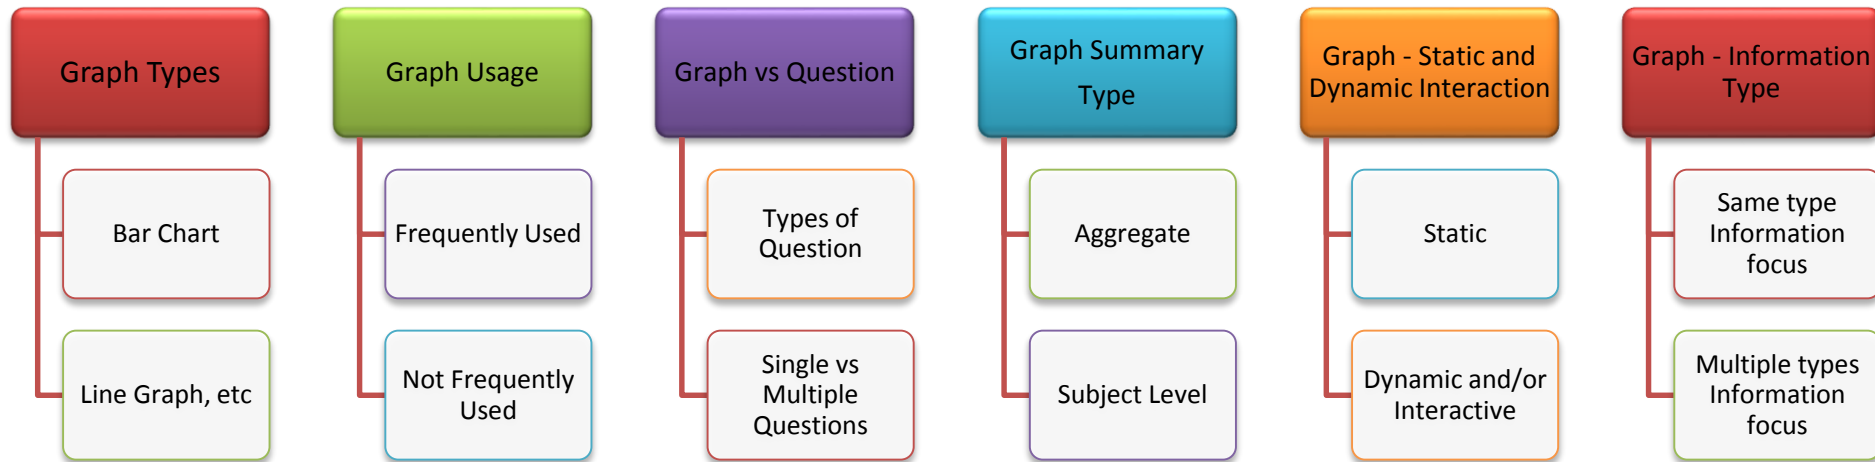 Graph Types
Bar Chart
Line Graph, etc
Graph Usage
Frequently Used
Not Frequently
Used
Graph vs Question
Types of
Question
Single vs
Multiple
Questions
Graph Summary
Type
Aggregate
Subject Level
Graph - Static and
Dynamic Interaction
Static
Dynamic and/or
Interactive
Graph - Information
Type
Same type
Information
focus
Multiple types
Information
focus